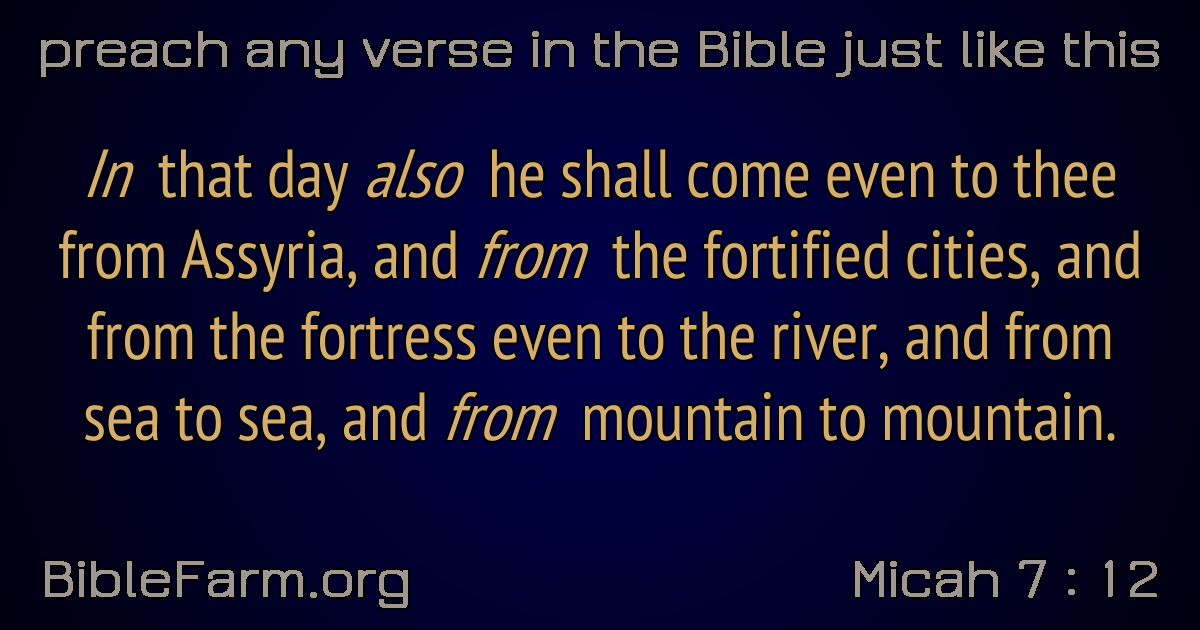 preach any verse in the Bible just like this
In that day also he shall come even to thee
from Assyria, and from the fortified cities, and
from the fortress even to the river, and from
sea to sea, and from mountain to mountain.
BibleFarm.org
Micah 7 : 12